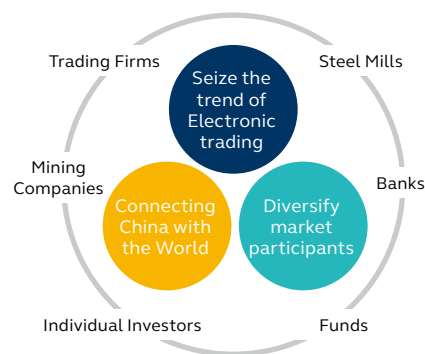 Trading Firms
Steel Mills
Seize the
trend of
Electronic
trading
Mining
Companies
Banks
Connecting
China with
the World
Diversify
market
participants
Individual Investors
Funds